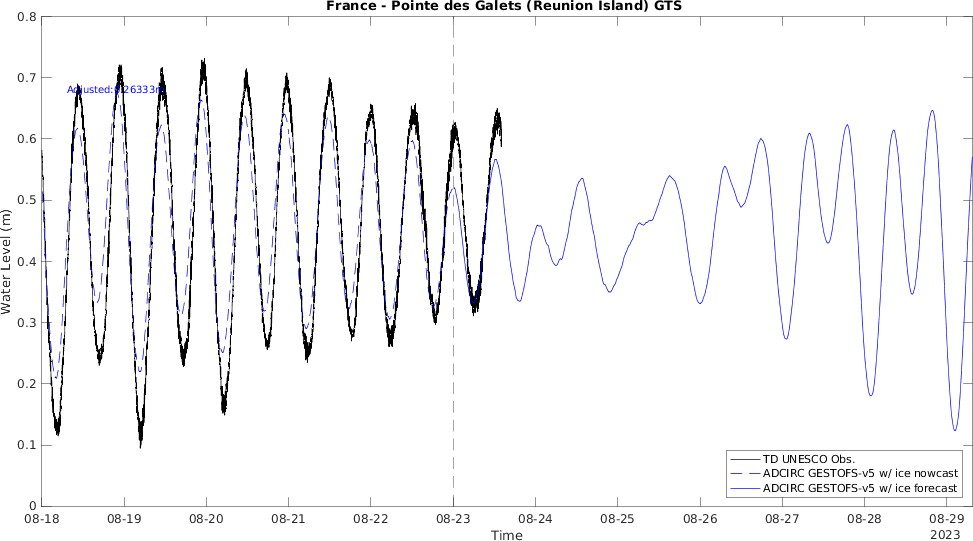 France - Pointe des Galets (Reunion Island) GTS
0.8
0.7
0.6
0.5
0.4
0.3
0.2
0.1
0
Water Level (m)
TD UNESCO Obs.
ADCIRC GESTOFS-v5 w/ ice nowcast
ADCIRC GESTOFS-v5 w/ ice forecast
08-18 08-19 08-20 08-21 08-22 08-23 08-24 08-25 08-26 08-27 08-28 08-29
Time
2023